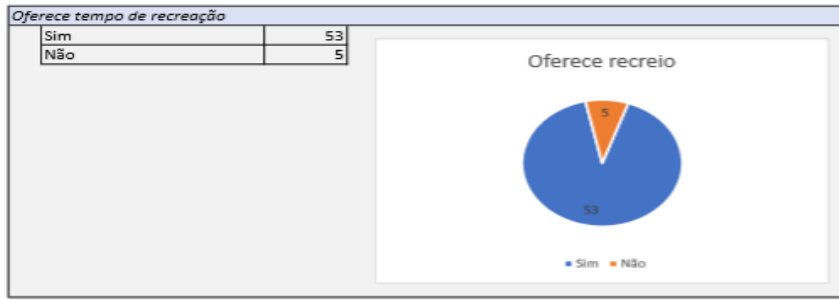 Oferece tempo de recreação
Sim 53
Não 5
Oferece recreio
5
53
Sim Não